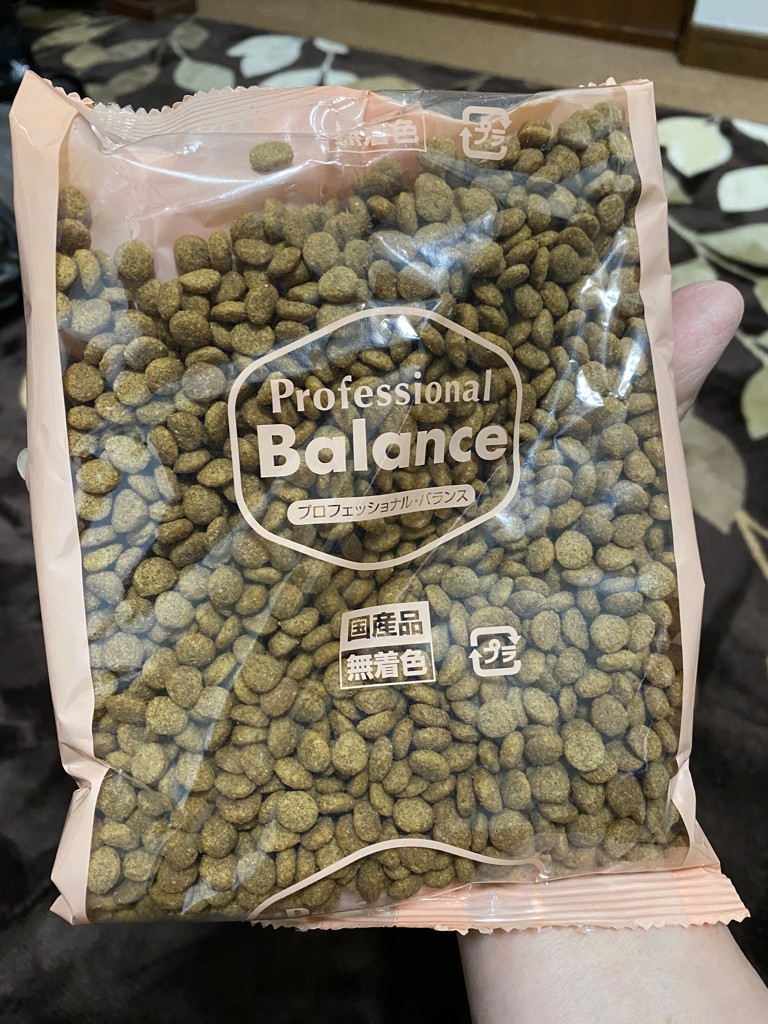 無着色
プラ
Professional
Balance
プロフェッショナル・バランス
国産品
無着色
プラ